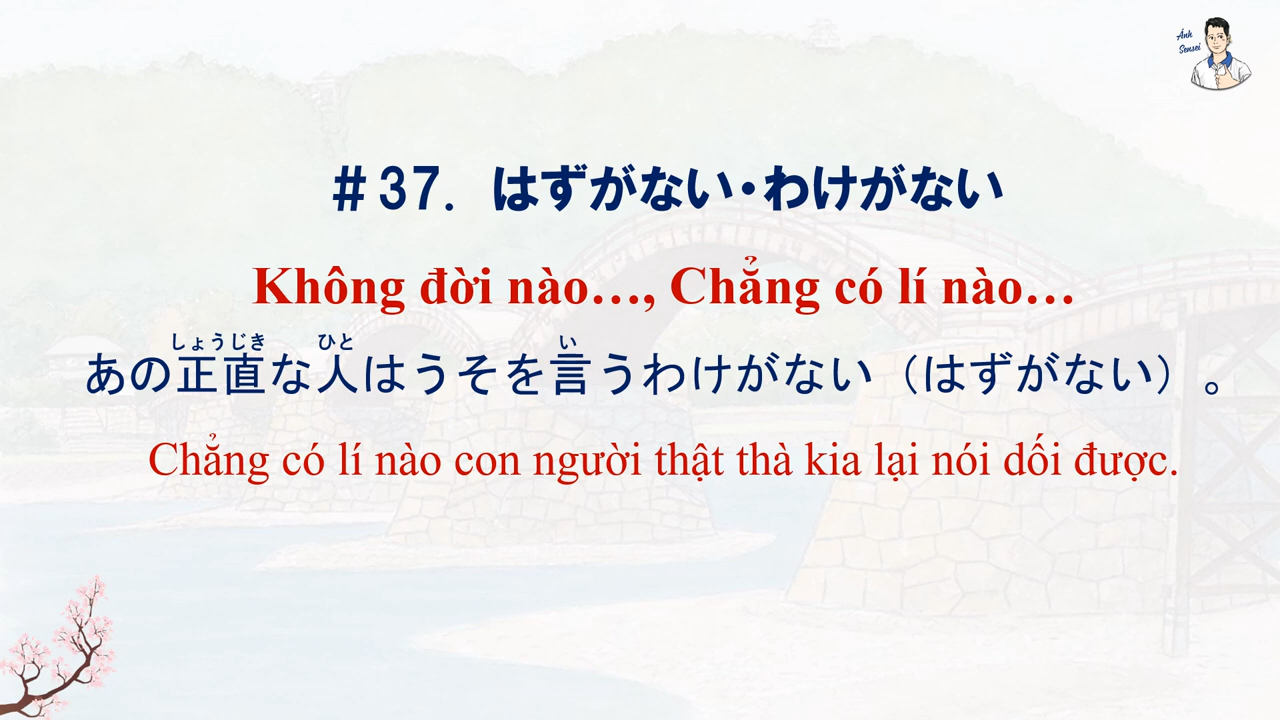 Ánh
Sensei
#37. はずがない・わけがない
Không đời nào…, Chẳng có lí nào…
しょうじき ひと い
あの正直な人はうそを言うわけがない（はずがない）。
Chẳng có lí nào con người thật thà kia lại nói dối được.